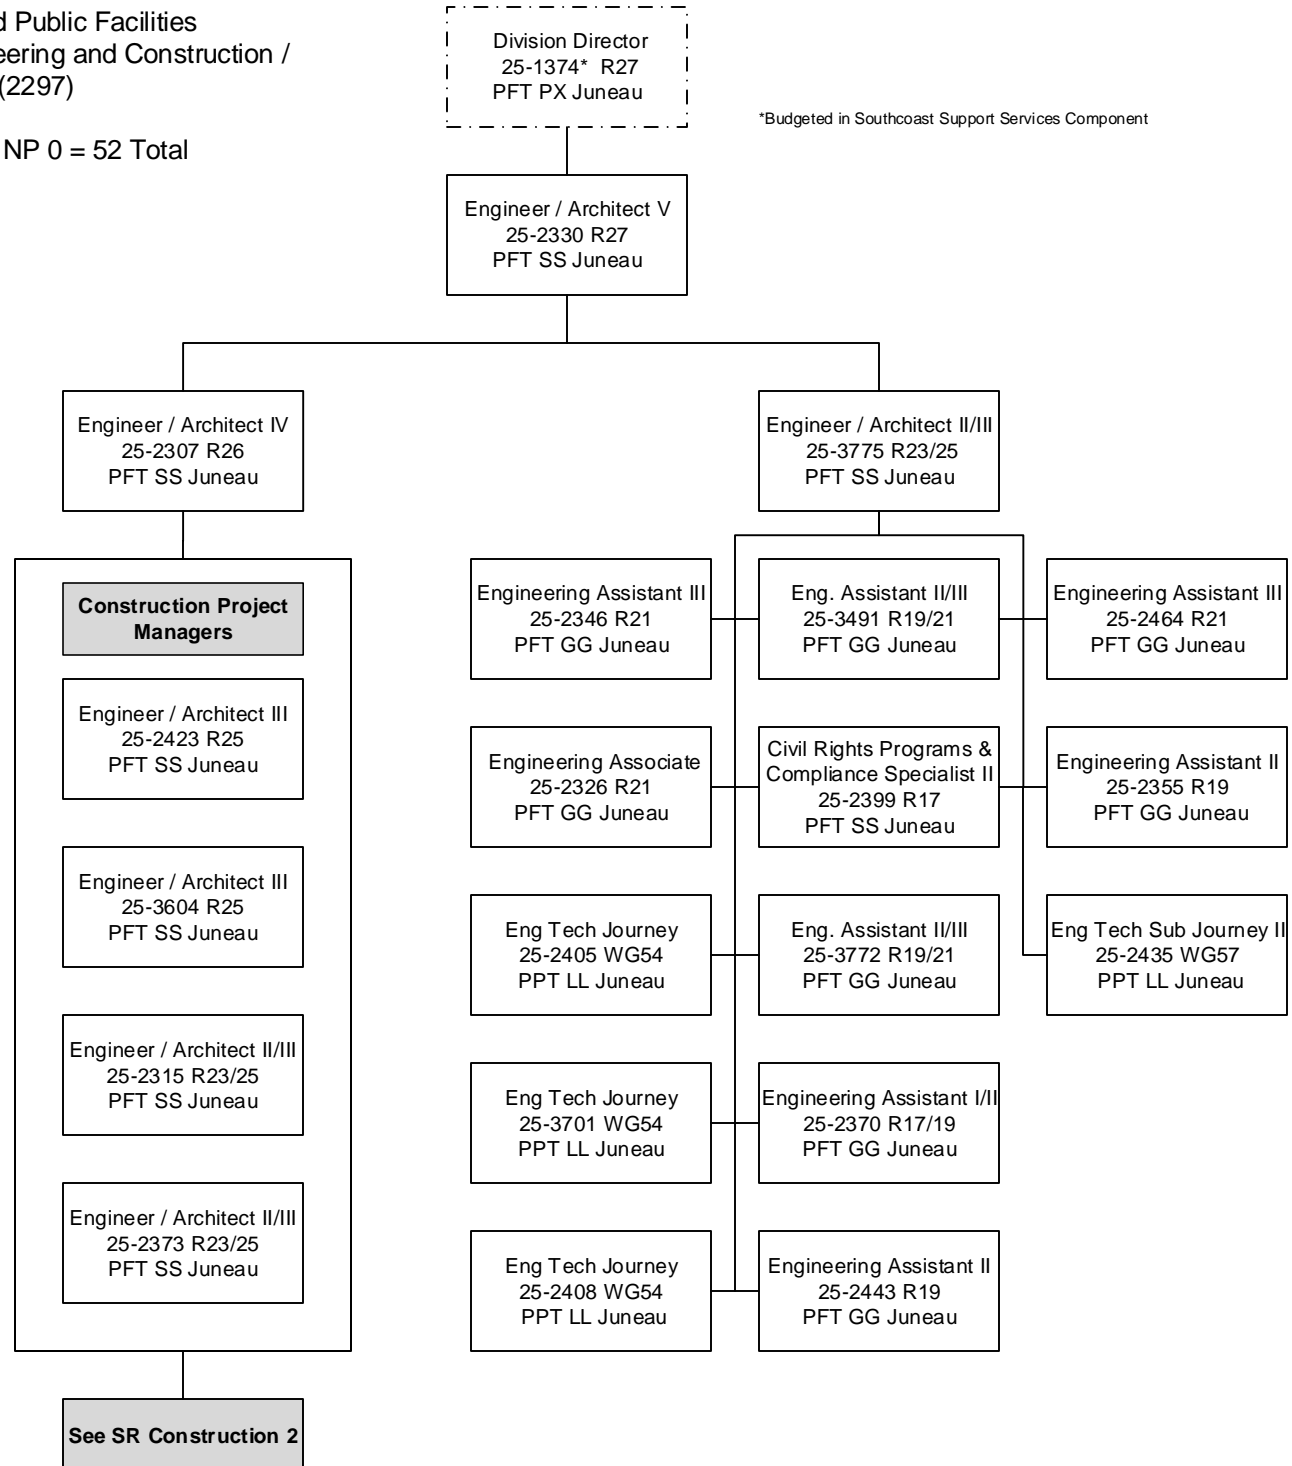 d Public Facilities
eering and Construction /
(2297)
NP 0 = 52 Total
Division Director
25-1374*  R27
PFT PX Juneau
*Budgeted in Southcoast Support Services Component
Engineer / Architect V
25-2330 R27
PFT SS Juneau
Engineer / Architect IV
25-2307 R26
PFT SS Juneau
Engineer / Architect II/III
25-3775 R23/25
PFT SS Juneau
Construction Project
Managers
Engineer / Architect III
25-2423 R25
PFT SS Juneau
Engineer / Architect III
25-3604 R25
PFT SS Juneau
Engineer / Architect II/III
25-2315 R23/25
PFT SS Juneau
Engineer / Architect II/III
25-2373 R23/25
PFT SS Juneau
See SR Construction 2
Engineering Assistant III
25-2346 R21
PFT GG Juneau
Eng. Assistant II/III
25-3491 R19/21
PFT GG Juneau
Engineering Assistant III
25-2464 R21
PFT GG Juneau
Engineering Associate
25-2326 R21
PFT GG Juneau
Civil Rights Programs &
Compliance Specialist II
25-2399 R17
PFT SS Juneau
Engineering Assistant II
25-2355 R19
PFT GG Juneau
Eng Tech Journey
25-2405 WG54
PPT LL Juneau
Eng. Assistant II/III
25-3772 R19/21
PFT GG Juneau
Eng Tech Sub Journey II
25-2435 WG57
PPT LL Juneau
Eng Tech Journey
25-3701 WG54
PPT LL Juneau
Engineering Assistant I/II
25-2370 R17/19
PFT GG Juneau
Eng Tech Journey
25-2408 WG54
PPT LL Juneau
Engineering Assistant II
25-2443 R19
PFT GG Juneau